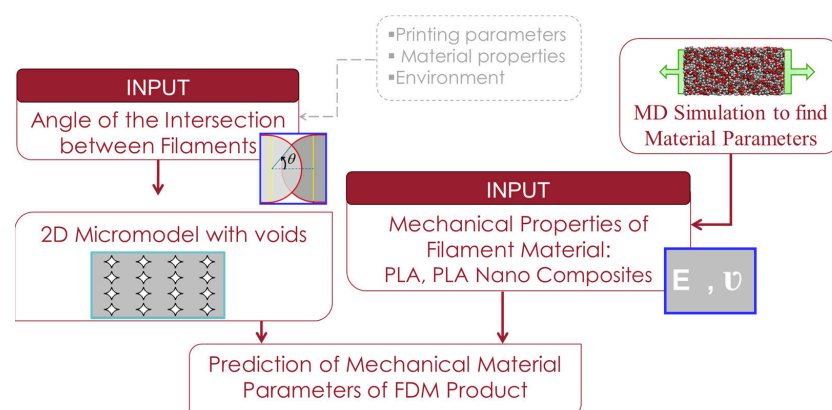 ▪Printing parameters
▪ Material properties
▪Environment
INPUT
Angle of the Intersection
between Filaments
θ
MD Simulation to find
Material Parameters
INPUT
Mechanical Properties of
Filament Material:
PLA, PLA Nano Composites
E , υ
2D Micromodel with voids
Prediction of Mechanical Material
Parameters of FDM Product